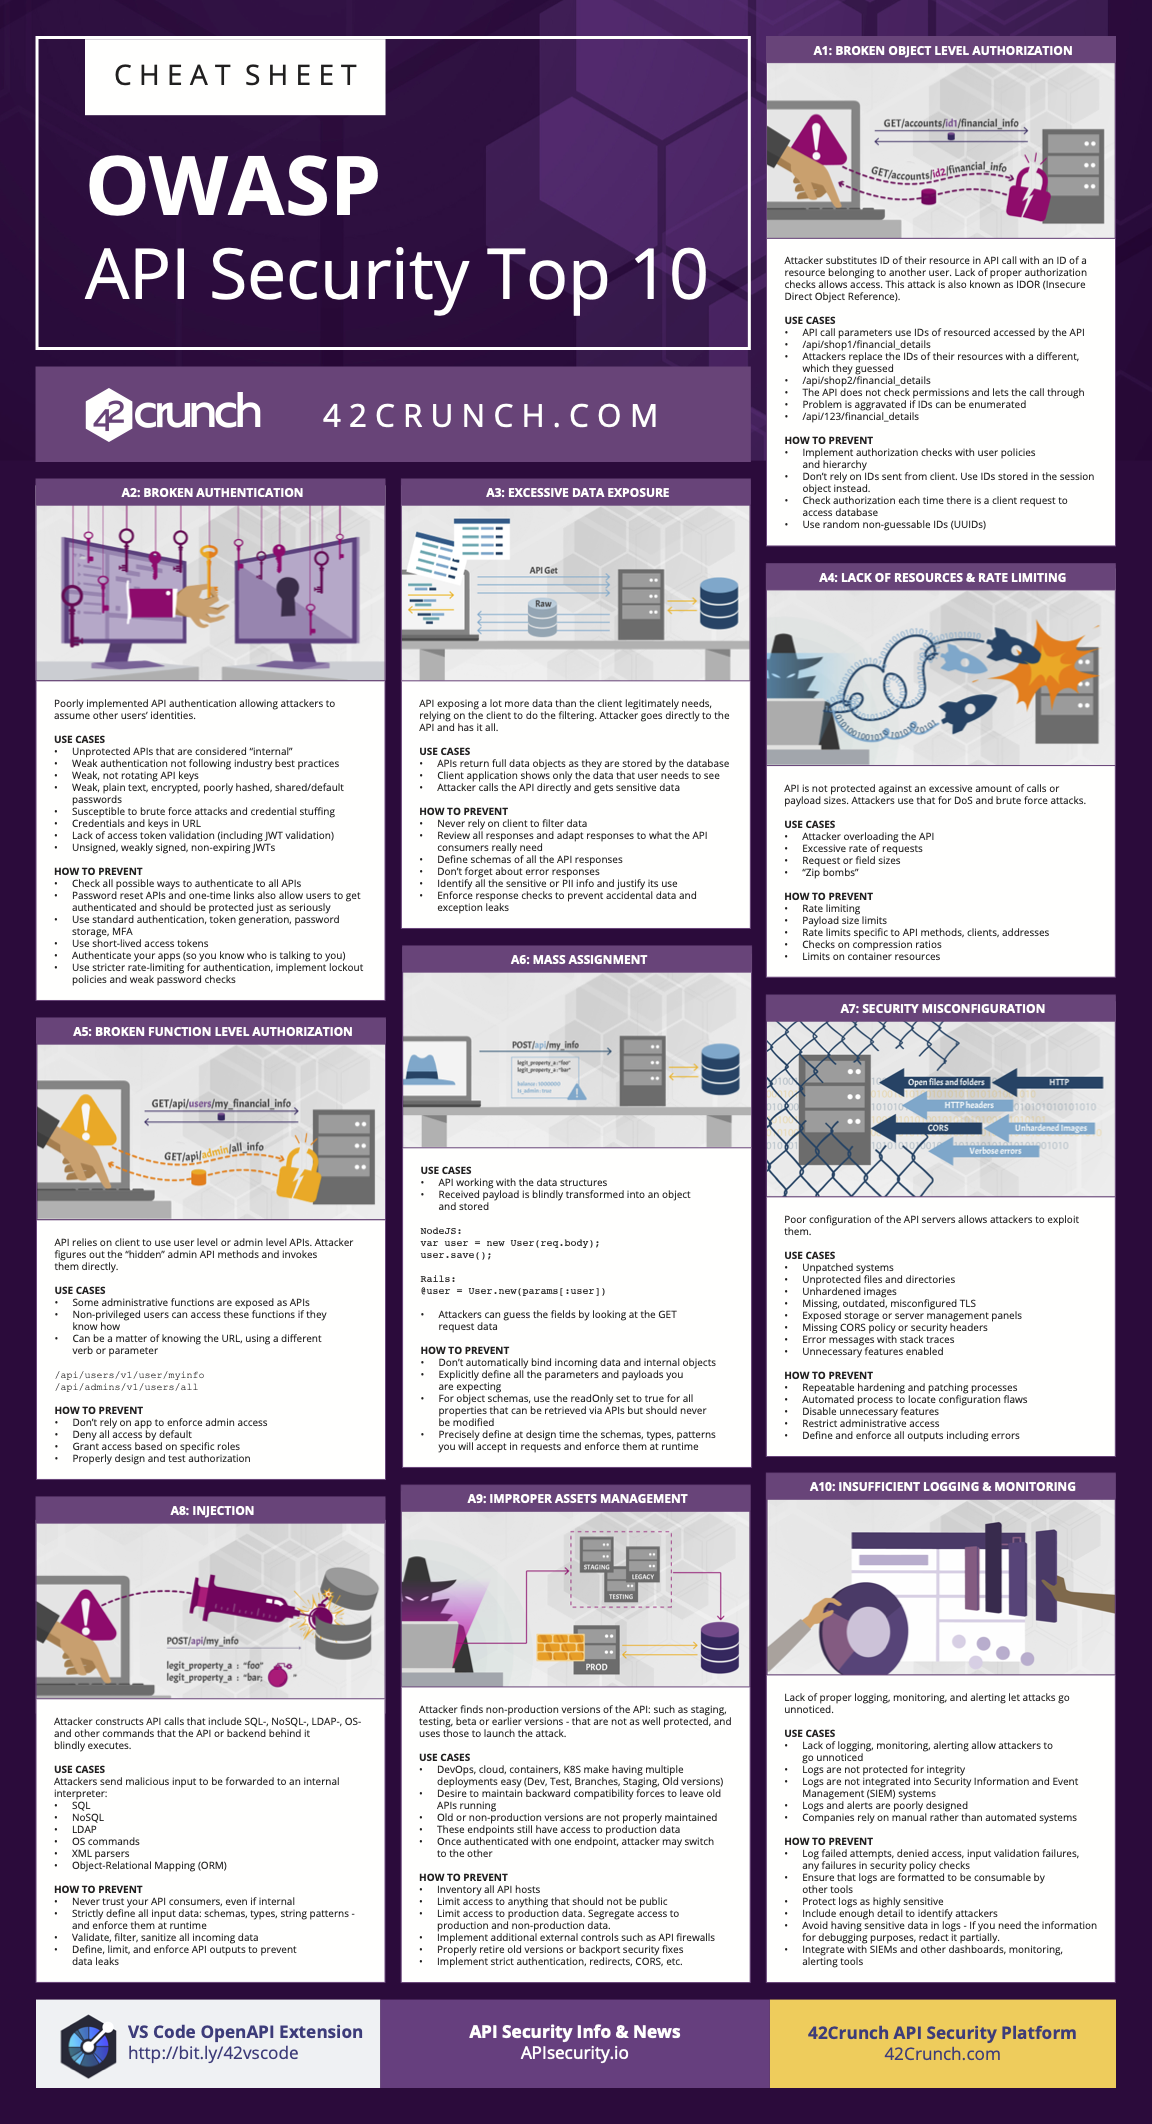 CHEAT SHEET
OWASP
API Security Top 10
42crunch
42CRUNCH.COM
A1: BROKEN OBJECT LEVEL AUTHORIZATION
GET/accounts/id1/financial_info
GET/accounts/id2/financial_info
Attacker substitutes ID of their resource in API call with an ID of a
resource belonging to another user. Lack of proper authorization
checks allows access. This attack is also known as IDOR (Insecure
Direct Object Reference).
USE CASES
• API call parameters use IDs of resourced accessed by the API
• /api/shop1/financial_details
• Attackers replace the IDs of their resources with a different,
which they guessed
• /api/shop2/financial_details
• The API does not check permissions and lets the call through
• Problem is aggravated if IDs can be enumerated
• /api/123/financial_details
HOW TO PREVENT
• Implement authorization checks with user policies
and hierarchy
• Don’t rely on IDs sent from client. Use IDs stored in the session
object instead.
• Check authorization each time there is a client request to
access database
• Use random non-guessable IDs (UUIDs)
A2: BROKEN AUTHENTICATION
Poorly implemented API authentication allowing attackers to
assume other users’ identities.
USE CASES
• Unprotected APIs that are considered “internal”
• Weak authentication not following industry best practices
• Weak, not rotating API keys
• Weak, plain text, encrypted, poorly hashed, shared/default
passwords
• Susceptible to brute force attacks and credential stuffing
• Credentials and keys in URL
• Lack of access token validation (including JWT validation)
• Unsigned, weakly signed, non-expiring JWTs
HOW TO PREVENT
• Check all possible ways to authenticate to all APIs
• Password reset APIs and one-time links also allow users to get
authenticated and should be protected just as seriously
• Use standard authentication, token generation, password
storage, MFA
• Use short-lived access tokens
• Authenticate your apps (so you know who is talking to you)
• Use stricter rate-limiting for authentication, implement lockout
policies and weak password checks
A3: EXCESSIVE DATA EXPOSURE
API Get
Raw
API exposing a lot more data than the client legitimately needs,
relying on the client to do the filtering. Attacker goes directly to the
API and has it all.
USE CASES
• APIs return full data objects as they are stored by the database
• Client application shows only the data that user needs to see
• Attacker calls the API directly and gets sensitive data
HOW TO PREVENT
• Never rely on client to filter data
• Review all responses and adapt responses to what the API
consumers really need
• Define schemas of all the API responses
• Don’t forget about error responses
• Identify all the sensitive or PII info and justify its use
• Enforce response checks to prevent accidental data and
exception leaks
A4: LACK OF RESOURCES & RATE LIMITING
API is not protected against an excessive amount of calls or
payload sizes. Attackers use that for DoS and brute force attacks.
USE CASES
• Attacker overloading the API
• Excessive rate of requests
• Request or field sizes
• “Zip bombs”
HOW TO PREVENT
• Rate limiting
• Payload size limits
• Rate limits specific to API methods, clients, addresses
• Checks on compression ratios
• Limits on container resources
A5: BROKEN FUNCTION LEVEL AUTHORIZATION
GET/api/users/my_financial_info
GET/api/admin/all_info
API relies on client to use user level or admin level APIs. Attacker
figures out the “hidden” admin API methods and invokes
them directly.
USE CASES
• Some administrative functions are exposed as APIs
• Non-privileged users can access these functions if they
know how
• Can be a matter of knowing the URL, using a different
verb or parameter
/api/users/v1/user/myinfo
/api/admins/v1/users/all
HOW TO PREVENT
• Don’t rely on app to enforce admin access
• Deny all access by default
• Grant access based on specific roles
• Properly design and test authorization
A6: MASS ASSIGNMENT
POST/api/my_info
legit_property_a :"foo"
legit_property_a :"bar"
balance :1000000
is_admin : true
USE CASES
• API working with the data structures
• Received payload is blindly transformed into an object
and stored
NodeJS:
var user = new User(req.body);
user.save();
Rails:
@user = User.new(params[:user])
• Attackers can guess the fields by looking at the GET
request data
HOW TO PREVENT
• Don’t automatically bind incoming data and internal objects
• Explicitly define all the parameters and payloads you
are expecting
• For object schemas, use the readOnly set to true for all
properties that can be retrieved via APIs but should never
be modified
• Precisely define at design time the schemas, types, patterns
you will accept in requests and enforce them at runtime
A7: SECURITY MISCONFIGURATION
Open files and folders
HTTP
HTTP headers
CORS
Unhardened Images
Verbose errors
Poor configuration of the API servers allows attackers to exploit
them.
USE CASES
• Unpatched systems
• Unprotected files and directories
• Unhardened images
• Missing, outdated, misconfigured TLS
• Exposed storage or server management panels
• Missing CORS policy or security headers
• Error messages with stack traces
• Unnecessary features enabled
HOW TO PREVENT
• Repeatable hardening and patching processes
• Automated process to locate configuration flaws
• Disable unnecessary features
• Restrict administrative access
• Define and enforce all outputs including errors
A8: INJECTION
POST/api/my_info
legit_property_a : "foo"
legit_property_a : "bar; "
Attacker constructs API calls that include SQL-, NoSQL-, LDAP-, OS-
and other commands that the API or backend behind it
blindly executes.
USE CASES
Attackers send malicious input to be forwarded to an internal
interpreter:
• SQL
• NoSQL
• LDAP
• OS commands
• XML parsers
• Object-Relational Mapping (ORM)
HOW TO PREVENT
• Never trust your API consumers, even if internal
• Strictly define all input data: schemas, types, string patterns -
and enforce them at runtime
• Validate, filter, sanitize all incoming data
• Define, limit, and enforce API outputs to prevent
data leaks
A9: IMPROPER ASSETS MANAGEMENT
STAGING
LEGACY
TESTING
PROD
Attacker finds non-production versions of the API: such as staging,
testing, beta or earlier versions - that are not as well protected, and
uses those to launch the attack.
USE CASES
• DevOps, cloud, containers, K8S make having multiple
deployments easy (Dev, Test, Branches, Staging, Old versions)
• Desire to maintain backward compatibility forces to leave old
APIs running
• Old or non-production versions are not properly maintained
• These endpoints still have access to production data
• Once authenticated with one endpoint, attacker may switch
to the other
HOW TO PREVENT
• Inventory all API hosts
• Limit access to anything that should not be public
• Limit access to production data. Segregate access to
production and non-production data.
• Implement additional external controls such as API firewalls
• Properly retire old versions or backport security fixes
• Implement strict authentication, redirects, CORS, etc.
A10: INSUFFICIENT LOGGING & MONITORING
Lack of proper logging, monitoring, and alerting let attacks go
unnoticed.
USE CASES
• Lack of logging, monitoring, alerting allow attackers to
go unnoticed
• Logs are not protected for integrity
• Logs are not integrated into Security Information and Event
Management (SIEM) systems
• Logs and alerts are poorly designed
• Companies rely on manual rather than automated systems
HOW TO PREVENT
• Log failed attempts, denied access, input validation failures,
any failures in security policy checks
• Ensure that logs are formatted to be consumable by
other tools
• Protect logs as highly sensitive
• Include enough detail to identify attackers
• Avoid having sensitive data in logs - If you need the information
for debugging purposes, redact it partially.
• Integrate with SIEMs and other dashboards, monitoring,
alerting tools
VS Code OpenAPI Extension
http://bit.ly/42vscode
API Security Info & News
APIsecurity.io
42Crunch API Security Platform
42Crunch.com